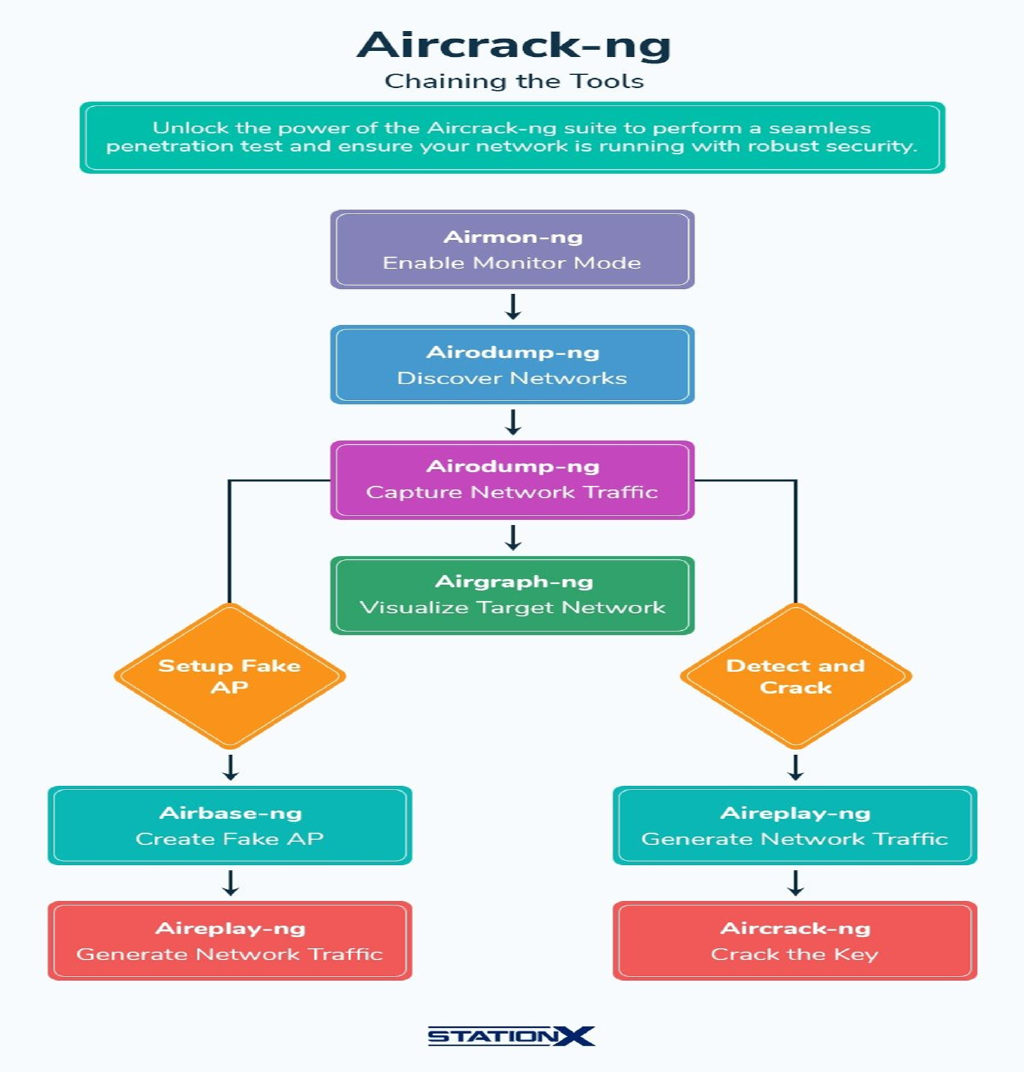 Aircrack-ng
Chaining the Tools
Unlock the power of the Aircrack-ng suite to perform a seamless
penetration test and ensure your network is running with robust security.
Airmon-ng
Enable Monitor Mode
Airodump-ng
Discover Networks
Airodump-ng
Capture Network Traffic
Airgraph-ng
Visualize Target Network
Setup Fake
AP
Airbase-ng
Create Fake AP
Aireplay-ng
Generate Network Traffic
Detect and
Crack
Aireplay-ng
Generate Network Traffic
Aircrack-ng
Crack the Key
STATIONX